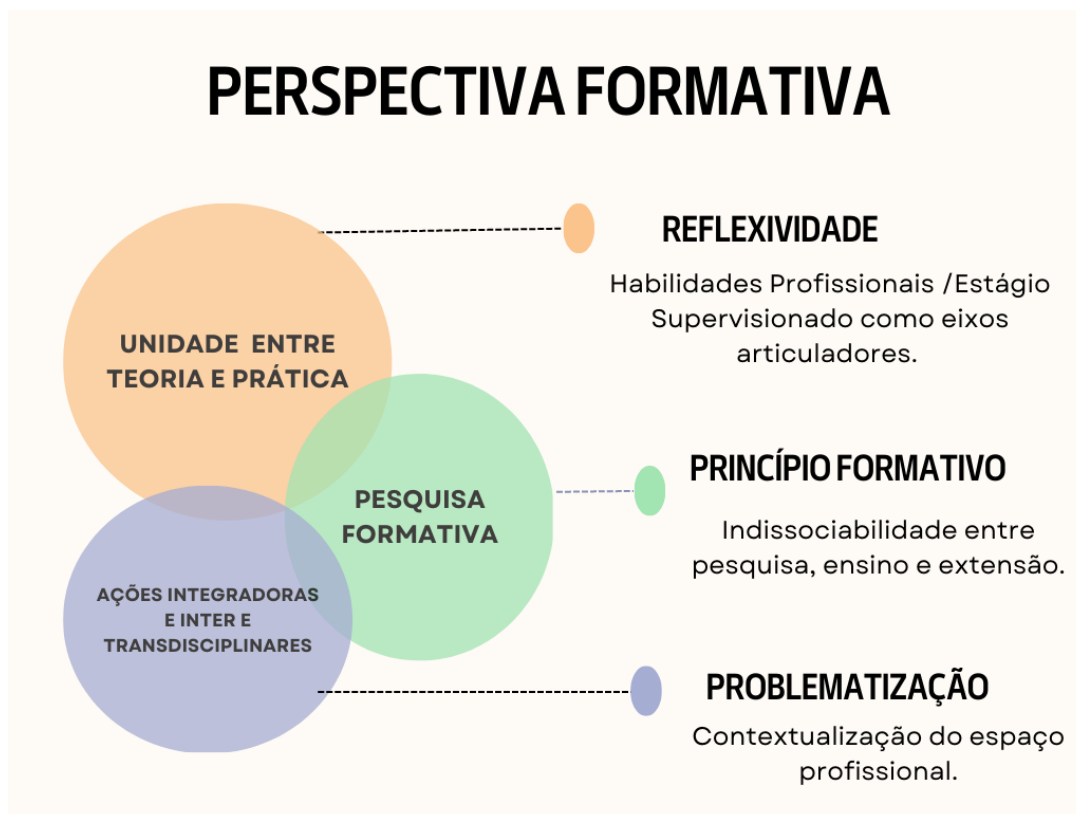 PERSPECTIVA FORMATIVA
UNIDADE ENTRE
TEORIA E PRÁTICA
REFLEXIVIDADE
Habilidades Profissionais /Estágio
Supervisionado como eixos
articuladores.
PESQUISA
FORMATIVA
PRINCÍPIO FORMATIVO
Indissociabilidade entre
pesquisa, ensino e extensão.
AÇÕES INTEGRADORAS
E INTER E
TRANSDISCIPLINARES
PROBLEMATIZAÇÃO
Contextualização do espaço
profissional.